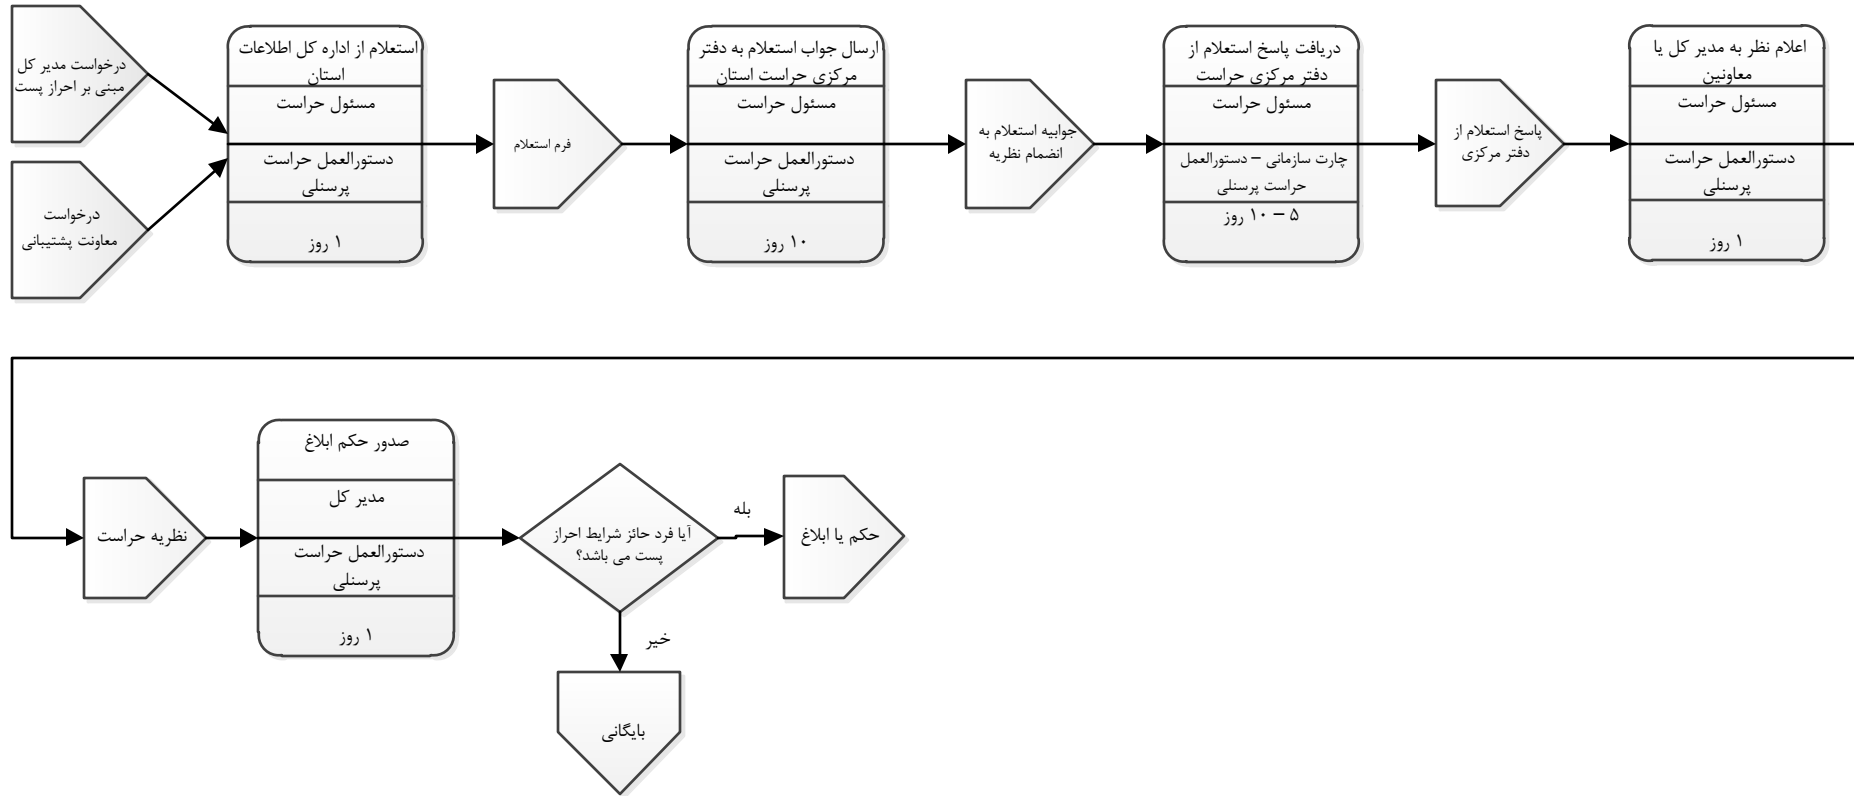 درخواست مدیر کل
مبنی بر احراز پست
درخواست
معاونت پشتیبانی
استعلام از اداره کل اطلاعات
استان
مسئول حراست
دستورالعمل حراست
پرسنلی
۱ روز
فرم استعلام
ارسال جواب استعلام به دفتر
مرکزی حراست استان
مسئول حراست
دستورالعمل حراست
پرسنلی
۱۰ روز
جوابیه استعلام به
انضمام نظریه
دریافت پاسخ استعلام از
دفتر مرکزی حراست
مسئول حراست
چارت سازمانی – دستورالعمل
حراست پرسنلی
۵ – ۱۰ روز
پاسخ استعلام از
دفتر مرکزی
اعلام نظر به مدیر کل یا
معاونین
مسئول حراست
دستورالعمل حراست
پرسنلی
۱ روز
نظریه حراست
صدور حکم ابلاغ
مدیر کل
دستورالعمل حراست
پرسنلی
۱ روز
آیا فرد حائز شرایط احراز
پست می باشد؟
بله
حکم یا ابلاغ
خیر
بایگانی